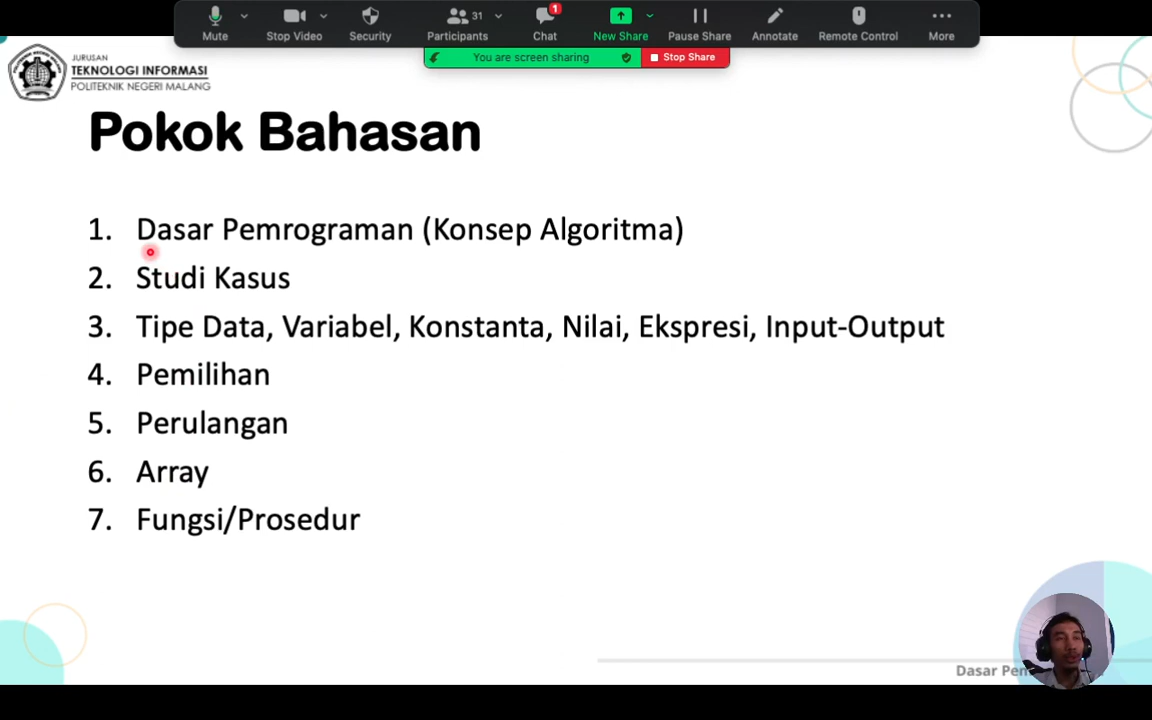 31
1
Mute
Stop Video
Security
Participants
Chat
New Share
Pause Share
Annotate
Remote Control
More
You are screen sharing
Stop Share
JURUSAN
TEKNOLOGI INFORMASI
POLITEKNIK NEGERI MALANG
Pokok Bahasan
1. Dasar Pemrograman (Konsep Algoritma)
2. Studi Kasus
3. Tipe Data, Variabel, Konstanta, Nilai, Ekspresi, Input-Output
4. Pemilihan
5. Perulangan
6. Array
7. Fungsi/Prosedur
Dasar Pem